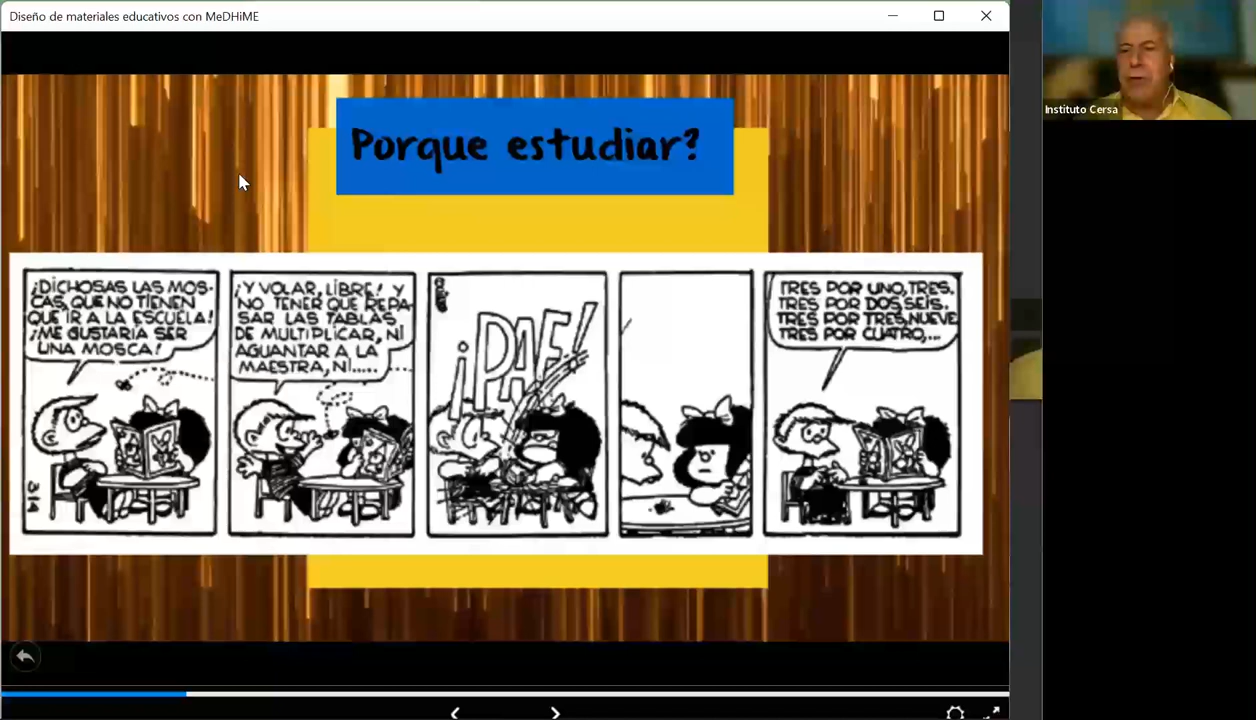 Diseño de materiales educativos con MeDHiME
Instituto Cersa
Porque estudiar?
¡DICHOSAS LAS MOS-
CAS, QUE NO TIENEN
QUE IR A LA ESCUELA!
¡ME GUSTARIA SER
UNA MOSCA!
¡Y VOLAR, LIBRE! Y
NO TENER QUE REPA-
SAR LAS TABLAS
DE MULTIPLICAR, NI
AGUANTAR A LA
MAESTRA, NI.....
¡PAF!
TRES POR UNO, TRES.
TRES POR DOS, SEIS.
TRES POR TRES, NUEVE
TRES POR CUATRO,...
314